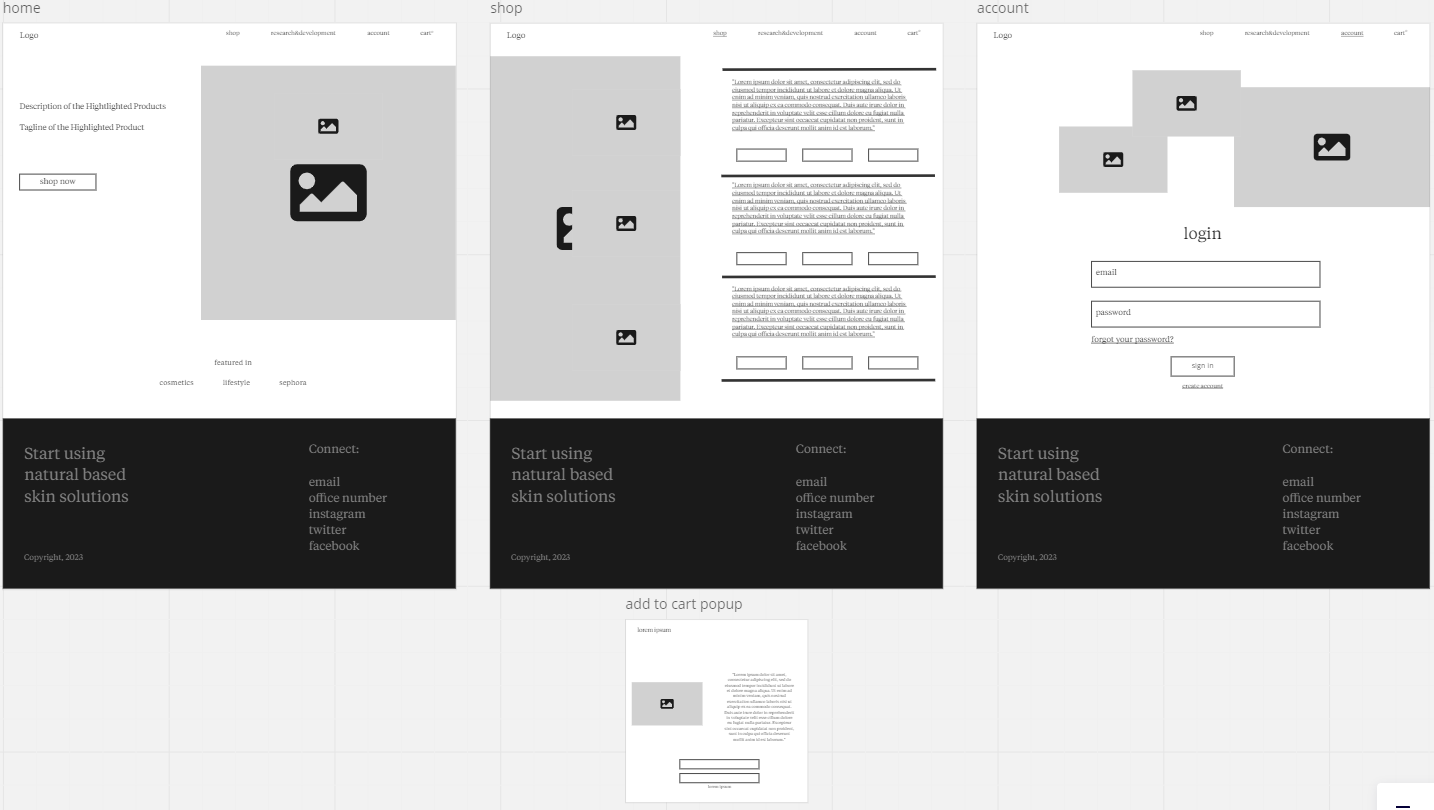 home
shop
account
Logo
shop
research&development
account
cart°
Description of the Hightlighted Products
Tagline of the Highlighted Product
shop now
featured in
cosmetics
lifestyle
sephora
Start using
natural based
skin solutions
Connect:
email
office number
instagram
twitter
facebook
Copyright, 2023
Logo
shop
research&development
account
cart°
"Lorem ipsum dolor sit amet, consectetur adipiscing elit, sed do
eiusmod tempor incididunt ut labore et dolore magna aliqua. Ut
enim ad minim veniam, quis nostrud exercitation ullamco laboris
nisi ut aliquip ex ea commodo consequat. Duis aute irure dolor in
reprehenderit in voluptate velit esse cillum dolore eu fugiat nulla
pariatur. Excepteur sint occaecat cupidatat non proident, sunt in
culpa qui officia deserunt mollit anim id est laborum."
"Lorem ipsum dolor sit amet, consectetur adipiscing elit, sed do
eiusmod tempor incididunt ut labore et dolore magna aliqua. Ut
enim ad minim veniam, quis nostrud exercitation ullamco laboris
nisi ut aliquip ex ea commodo consequat. Duis aute irure dolor in
reprehenderit in voluptate velit esse cillum dolore eu fugiat nulla
pariatur. Excepteur sint occaecat cupidatat non proident, sunt in
culpa qui officia deserunt mollit anim id est laborum."
"Lorem ipsum dolor sit amet, consectetur adipiscing elit, sed do
eiusmod tempor incididunt ut labore et dolore magna aliqua. Ut
enim ad minim veniam, quis nostrud exercitation ullamco laboris
nisi ut aliquip ex ea commodo consequat. Duis aute irure dolor in
reprehenderit in voluptate velit esse cillum dolore eu fugiat nulla
pariatur. Excepteur sint occaecat cupidatat non proident, sunt in
culpa qui officia deserunt mollit anim id est laborum."
Start using
natural based
skin solutions
Connect:
email
office number
instagram
twitter
facebook
Copyright, 2023
Logo
shop
research&development
account
cart°
login
email
password
forgot your password?
sign in
create account
Start using
natural based
skin solutions
Connect:
email
office number
instagram
twitter
facebook
Copyright, 2023
add to cart popup
lorem ipsum
"Lorem ipsum dolor sit amet,
consectetur adipiscing elit, sed do
eiusmod tempor incididunt ut labore
et dolore magna aliqua. Ut enim ad
minim veniam, quis nostrud
exercitation ullamco laboris nisi ut
aliquip ex ea commodo consequat.
Duis aute irure dolor in reprehenderit
in voluptate velit esse cillum dolore
eu fugiat nulla pariatur. Excepteur
sint occaecat cupidatat non proident,
sunt in culpa qui officia deserunt
mollit anim id est laborum."
lorem ipsum